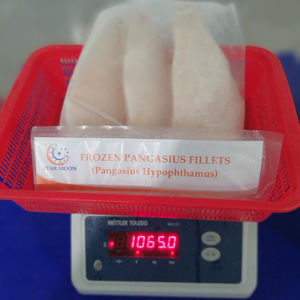 FROZEN PANGASIUS FILLETS
(Pangasius Hypophthamus)
STAR MOON
METTLER TOLEDO
1065.0